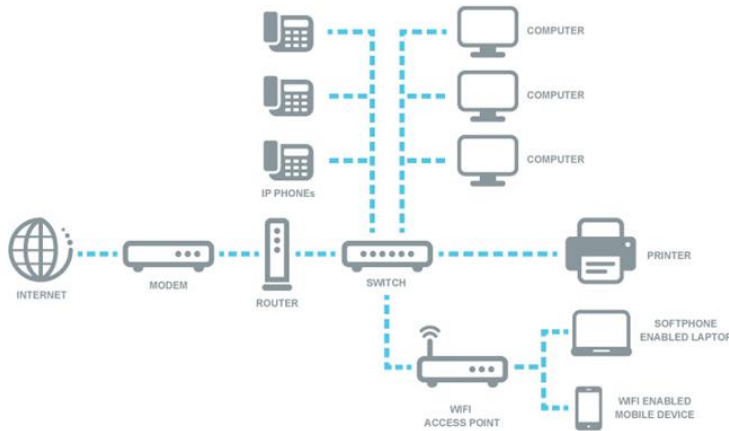 COMPUTER
COMPUTER
COMPUTER
IP PHONEs
INTERNET
MODEM
ROUTER
SWITCH
PRINTER
SOFTPHONE
ENABLED LAPTOP
WIFI
ACCESS POINT
WIFI ENABLED
MOBILE DEVICE